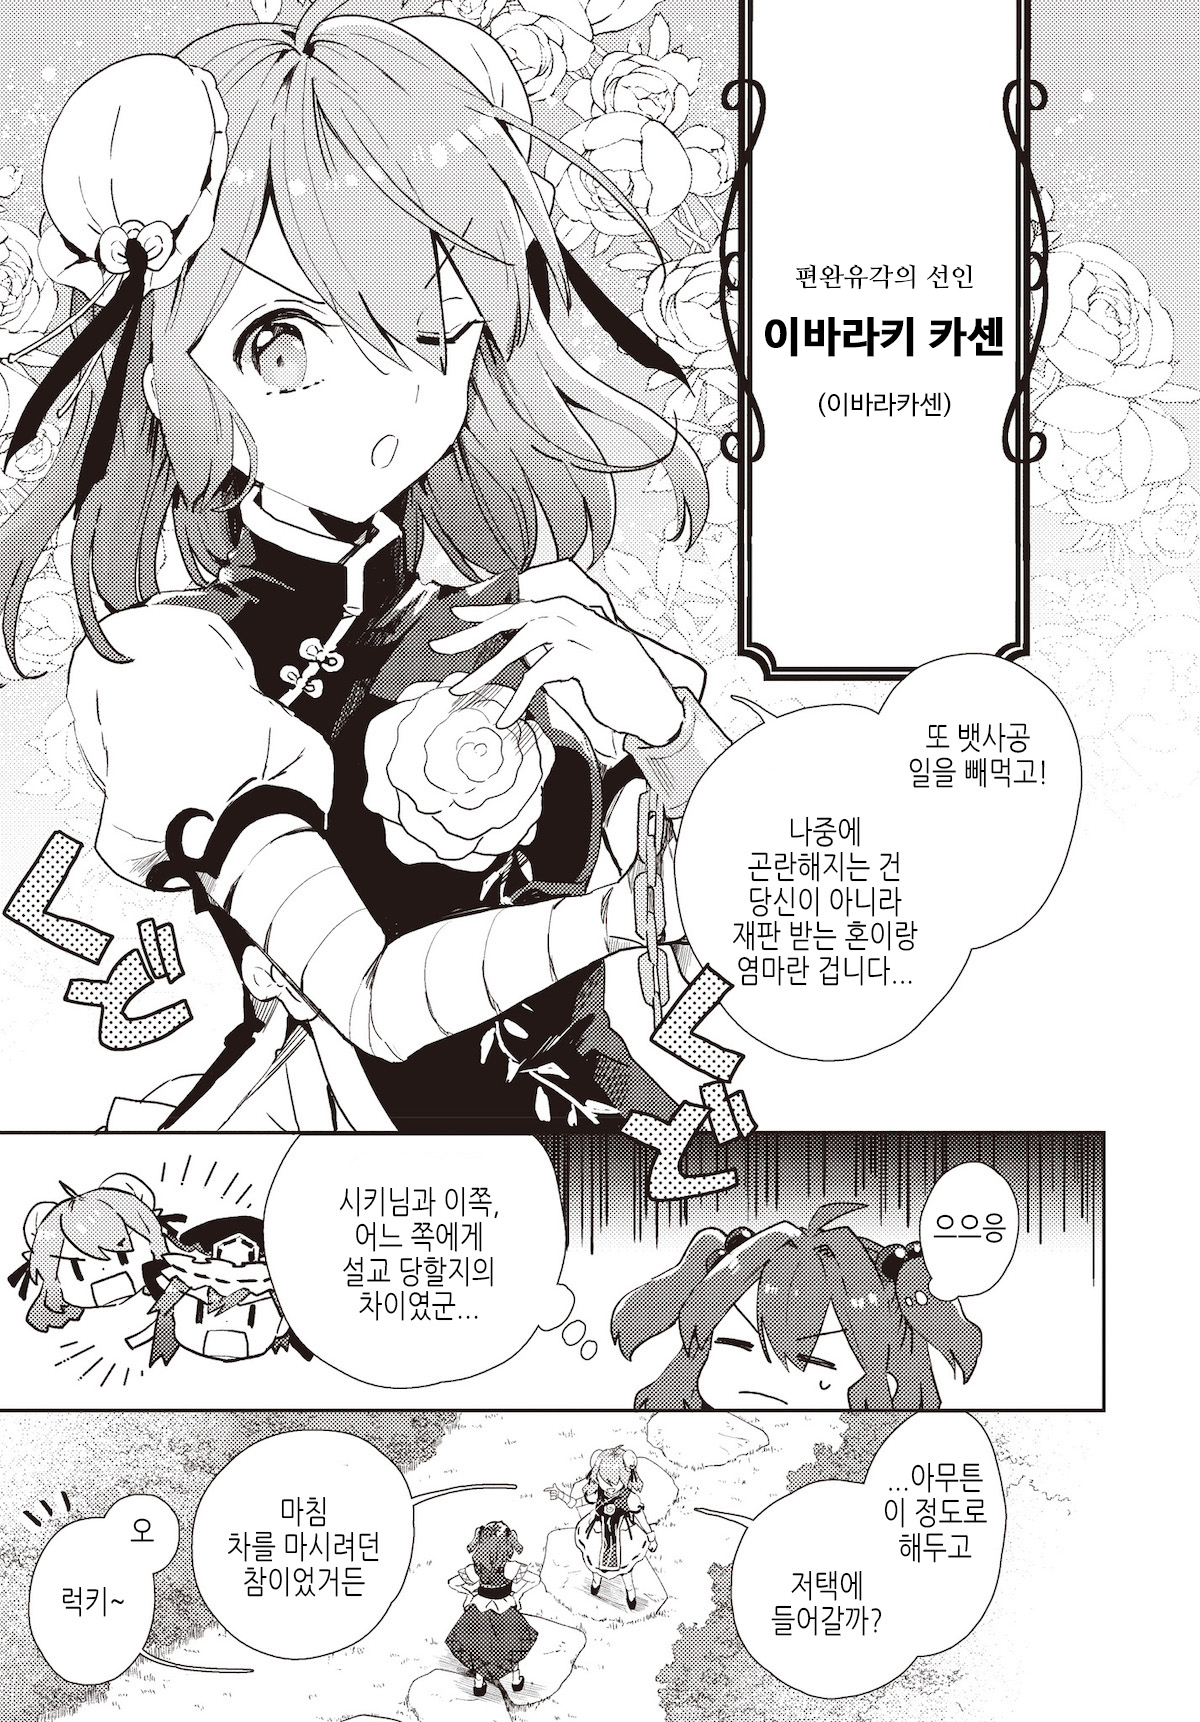 편완유각의 선인
이바라키 카센
(이바라카센)
또 뱃사공
일을 빼먹고!
나중에
곤란해지는 건
당신이 아니라
재판 받는 혼이랑
염마란 겁니다...
くど
くど
으으응
시키님과 이쪽,
어느 쪽에게
설교 당할지의
차이였군...
...아무튼
이 정도로
해두고
저택에
들어갈까?
마침
차를 마시려던
참이었거든
오
럭키~